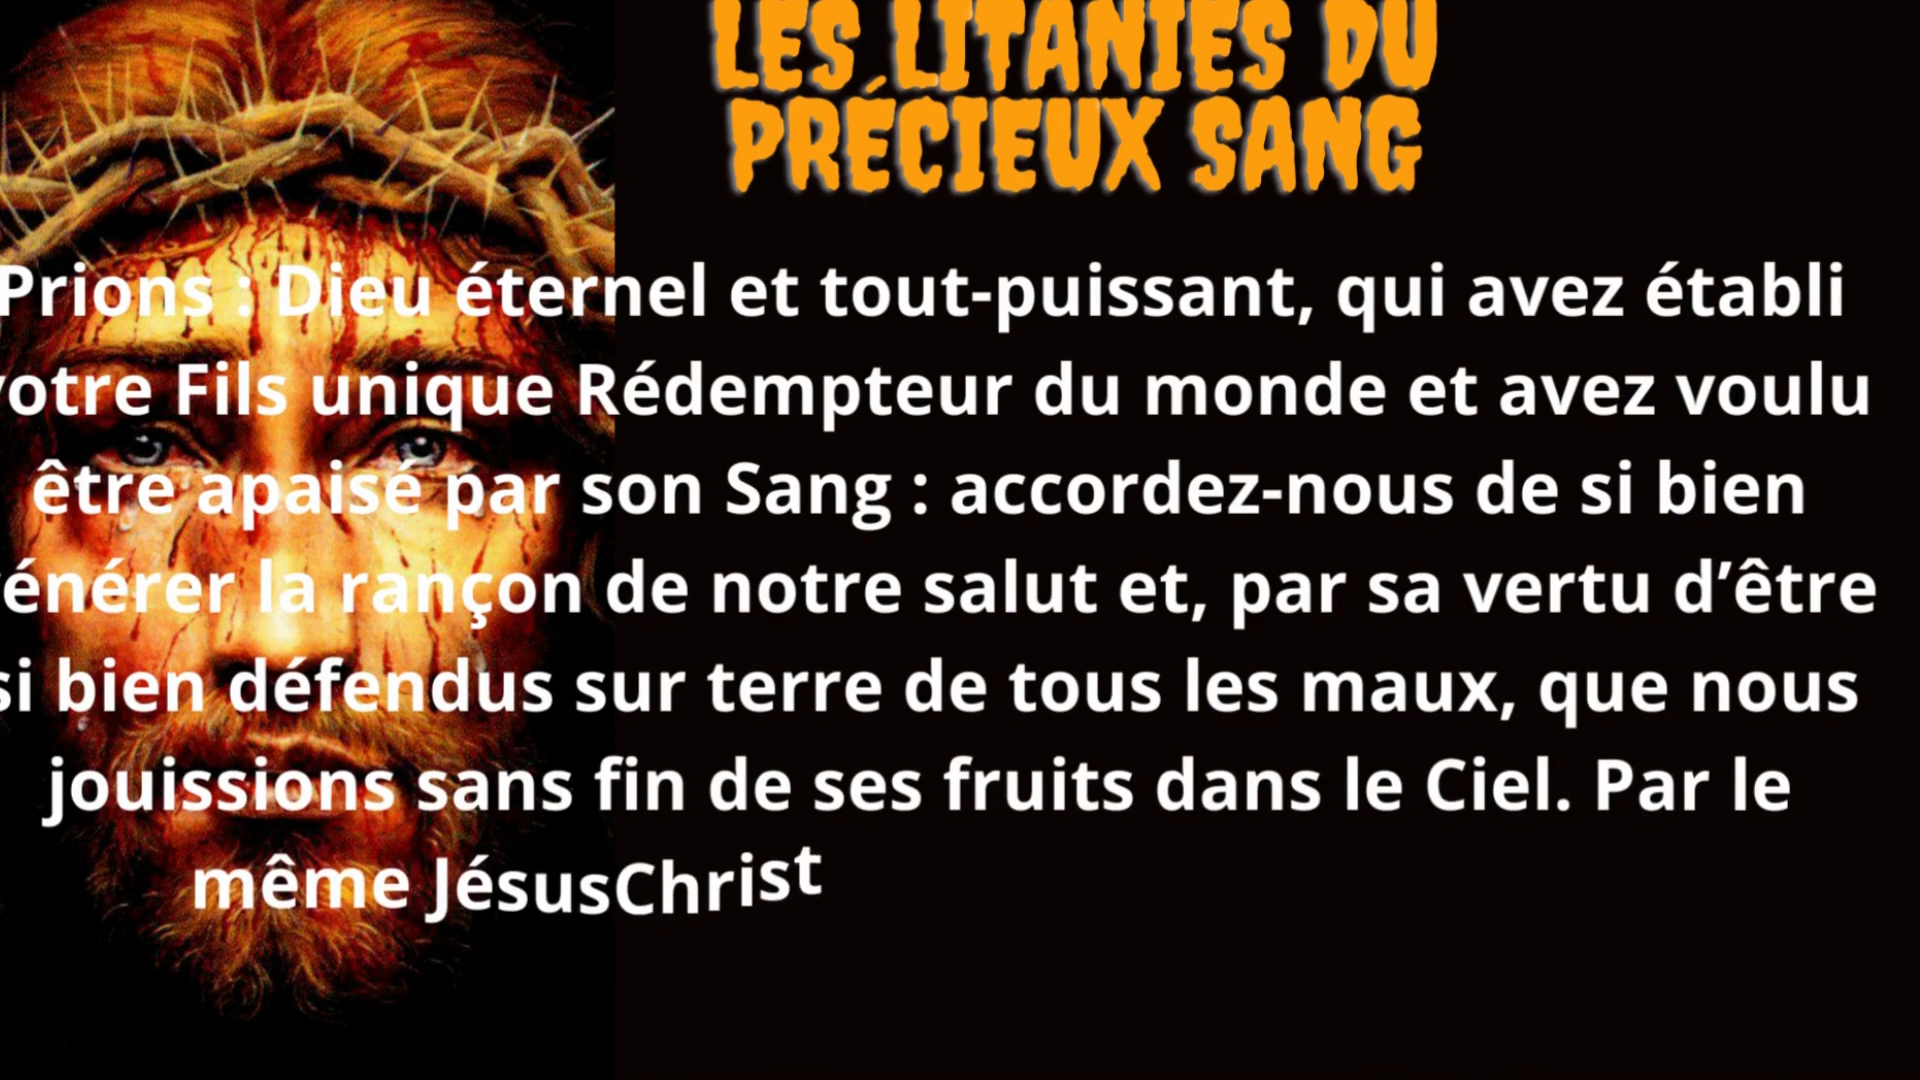 LES LITANIES DU
PRÉCIEUX SANG
Prions : Dieu éternel et tout-puissant, qui avez établi
votre Fils unique Rédempteur du monde et avez voulu
être apaisé par son Sang : accordez-nous de si bien
vénérer la rançon de notre salut et, par sa vertu d’être
si bien défendus sur terre de tous les maux, que nous
jouissions sans fin de ses fruits dans le Ciel. Par le
même JésusChrist